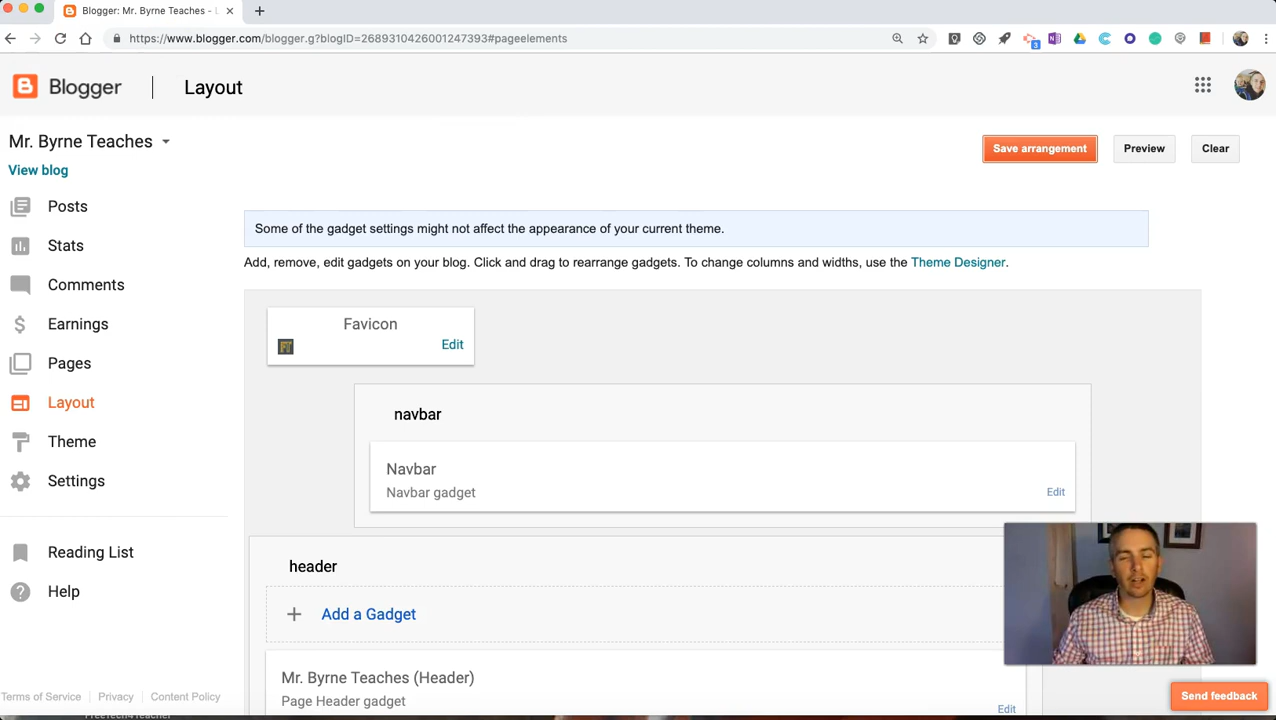 Blogger: Mr. Byrne Teaches - L
https://www.blogger.com/blogger.g?blogID=2689310426001247393#pageelements
3
Blogger
Layout
Mr. Byrne Teaches
View blog
Save arrangement
Preview
Clear
Posts
Stats
Comments
Earnings
Pages
Layout
Theme
Settings
Reading List
Help
Some of the gadget settings might not affect the appearance of your current theme.
Add, remove, edit gadgets on your blog. Click and drag to rearrange gadgets. To change columns and widths, use the Theme Designer.
Favicon
FT
Edit
navbar
Navbar
Navbar gadget
Edit
header
Add a Gadget
Mr. Byrne Teaches (Header)
Page Header gadget
Edit
Terms of Service
Privacy
Content Policy
Send feedback
FreeTech4Teacher